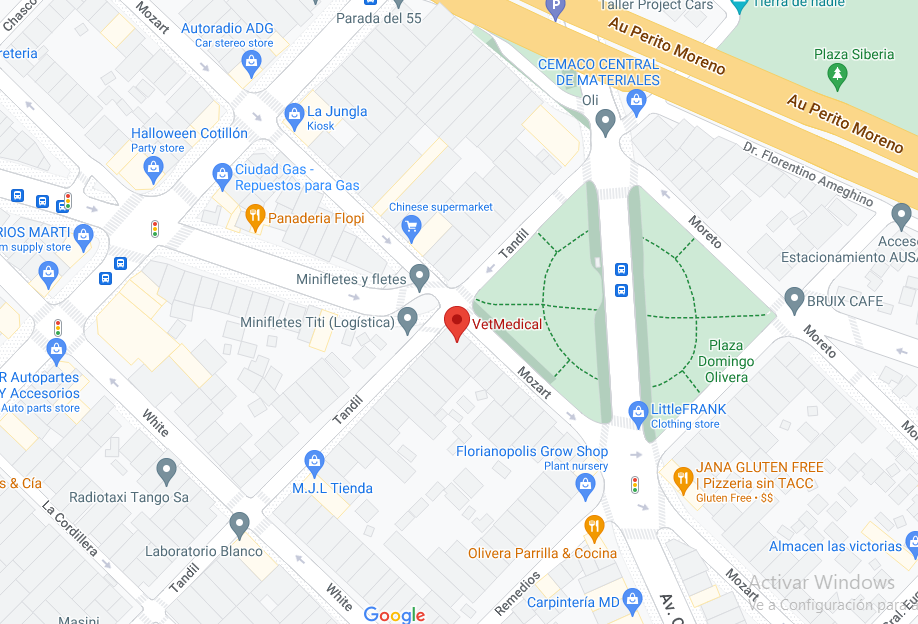 Chasco
Mozart
Parada del 55
P
Taller Project Cars
Tierra de nadie
Au Perito Moreno
Autoradio ADG
Car stereo store
Plaza Siberia
CEMACO CENTRAL
DE MATERIALES
Oli
Au Perito Moreno
La Jungla
Kiosk
Halloween Cotillón
Party store
Dr. Florentino Ameghino
Ciudad Gas -
Repuestos para Gas
Chinese supermarket
Panaderia Flopi
Tandil
Moreto
RIOS MARTI
m supply store
Acceso
Estacionamiento AUSA
Minifletes y fletes
BRUIX CAFE
Minifletes Titi (Logística)
VetMedical
Moreto
Plaza
Domingo
Olivera
R Autopartes
Y Accesorios
Auto parts store
Mozart
Tandil
White
LittleFRANK
Clothing store
Florianopolis Grow Shop
Plant nursery
JANA GLUTEN FREE
| Pizzeria sin TACC
Gluten Free • $$
s & Cía
Radiotaxi Tango Sa
M.J.L Tienda
La Cordillera
Laboratorio Blanco
Olivera Parrilla & Cocina
Almacen las victorias
Tandil
White
Remedios
Carpintería MD
Mozart
Av. O
Activar Windows
Ve a Configuración para
Masini
Google